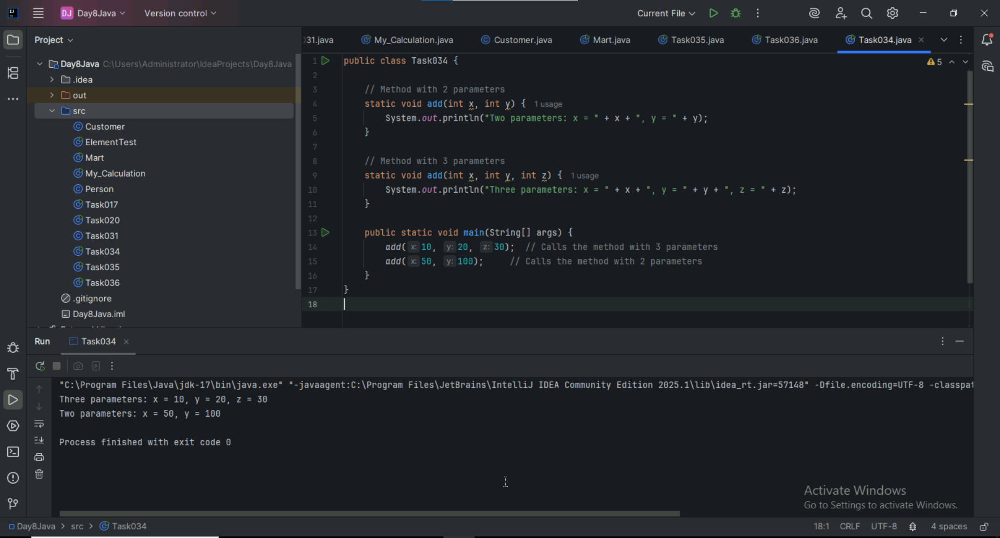 DJ Day8Java Version control Current File
Project
Day8Java C:\Users\Administrator\IdeaProjects\Day8Java
.idea
out
src
Customer
ElementTest
Mart
My_Calculation
Person
Task017
Task020
Task031
Task034
Task035
Task036
.gitignore
Day8Java.iml
31.java My_Calculation.java Customer.java Mart.java Task035.java Task036.java Task034.java
5
1 public class Task034 {
2
3 // Method with 2 parameters
4 static void add(int x, int y) { 1 usage
5 System.out.println("Two parameters: x = " + x + ", y = " + y);
6 }
7
8 // Method with 3 parameters
9 static void add(int x, int y, int z) { 1 usage
10 System.out.println("Three parameters: x = " + x + ", y = " + y + ", z = " + z);
11 }
12
13 public static void main(String[] args) {
14 add( x: 10, y: 20, z: 30); // Calls the method with 3 parameters
15 add( x: 50, y: 100); // Calls the method with 2 parameters
16 }
17 }
18
Run Task034
"C:\Program Files\Java\jdk-17\bin\java.exe" "-javaagent:C:\Program Files\JetBrains\IntelliJ IDEA Community Edition 2025.1\lib\idea_rt.jar=57148" -Dfile.encoding=UTF-8 -classpat
Three parameters: x = 10, y = 20, z = 30
Two parameters: x = 50, y = 100
Process finished with exit code 0
Activate Windows
Go to Settings to activate Windows.
Day8Java > src > Task034 18:1 CRLF UTF-8 4 spaces